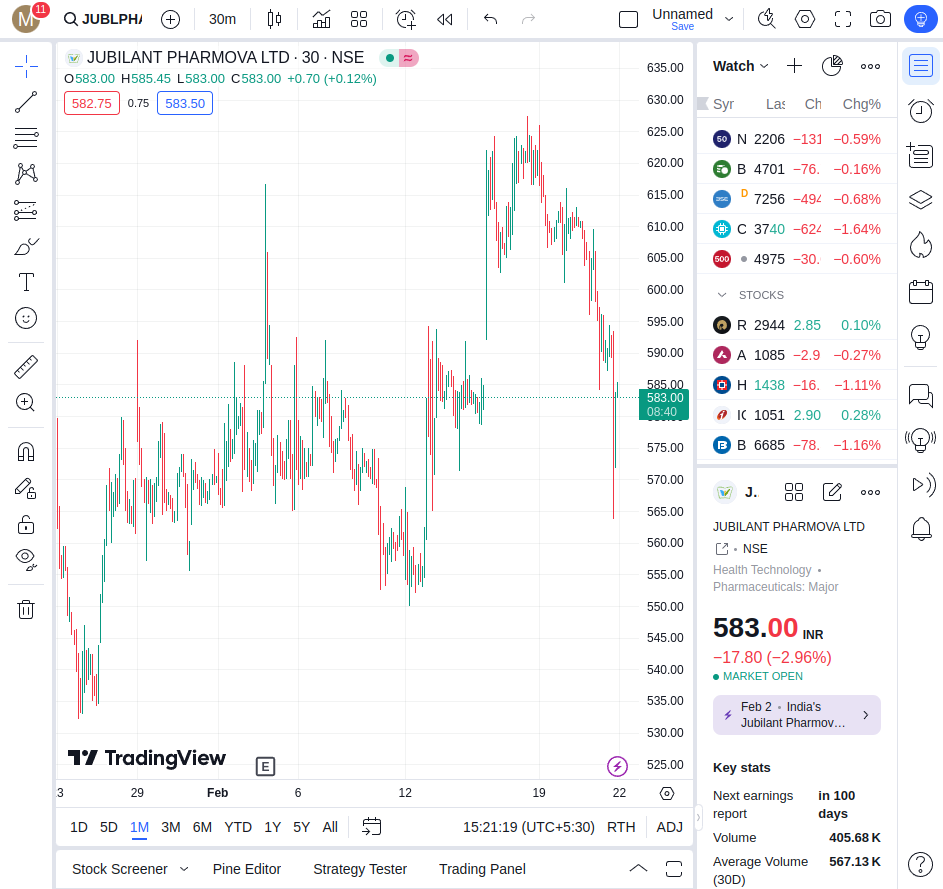 M
11
JUBLPHA
30m
Unnamed
Save
JUBILANT PHARMOVA LTD · 30 · NSE
≈
O583.00 H585.45 L583.00 C583.00 +0.70 (+0.12%)
582.75 0.75 583.50
635.00
630.00
625.00
620.00
615.00
610.00
605.00
600.00
595.00
590.00
585.00
583.00
08:40
575.00
570.00
565.00
560.00
555.00
550.00
545.00
540.00
535.00
530.00
525.00
TradingView
E
29 Feb 6 12 19 22
1D 5D 1M 3M 6M YTD 1Y 5Y All
15:21:19 (UTC+5:30) RTH ADJ
Stock Screener Pine Editor Strategy Tester Trading Panel
Watch
Syr Las Ch Chg%
50 N 2206 −131 −0.59%
B 4701 −76. −0.16%
D 7256 −494 −0.68%
C 3740 −624 −1.64%
500 4975 −30. −0.60%
STOCKS
R 2944 2.85 0.10%
A 1085 −2.9 −0.27%
H 1438 −16. −1.11%
IC 1051 2.90 0.28%
B 6685 −78. −1.16%
J.
JUBILANT PHARMOVA LTD
• NSE
Health Technology •
Pharmaceuticals: Major
583.00 INR
−17.80 (−2.96%)
MARKET OPEN
Feb 2 • India's
Jubilant Pharmov…
Key stats
Next earnings in 100
report days
Volume 405.68 K
Average Volume 567.13 K
(30D)